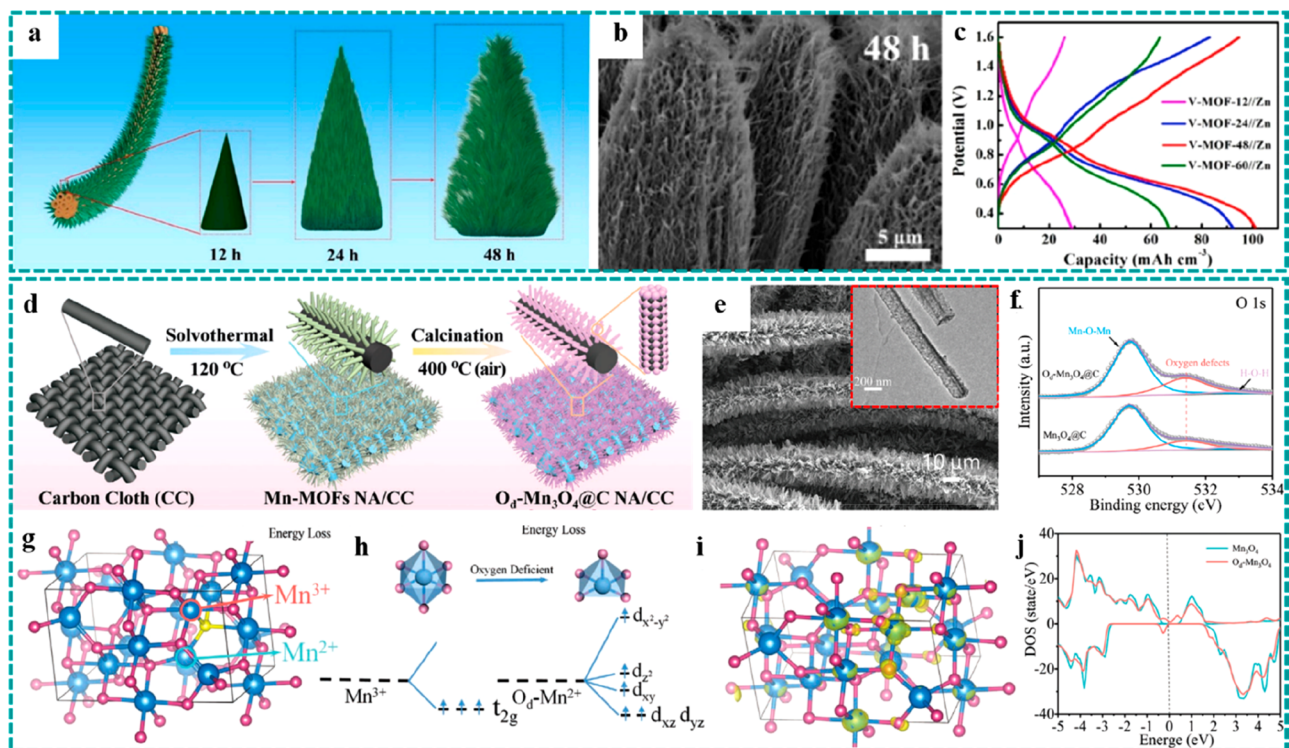 a
12 h
24 h
48 h
b
48 h
5 µm
c
Potential (V)
1.6
1.4
1.2
1.0
0.8
0.6
0.4
V-MOF-12//Zn
V-MOF-24//Zn
V-MOF-48//Zn
V-MOF-60//Zn
0 20 40 60 80 100
Capacity (mAh cm⁻³)
d
Solvothermal
120 °C
Calcination
400 °C (air)
Carbon Cloth (CC)
Mn-MOFs NA/CC
Od-Mn₃O₄@C NA/CC
e
200 nm
10 µm
f
O 1s
Intensity (a.u.)
Mn-O-Mn
Oxygen defects
H-O-H
Od-Mn₃O₄@C
Mn₃O₄@C
528 530 532 534
Binding energy (eV)
g
Energy Loss
Mn³⁺
Mn²⁺
h
Energy Loss
Oxygen Deficient
Mn³⁺
t₂g
Od-Mn²⁺
dx²-y²
dz²
dxy
dxz dyz
i
j
DOS (state/eV)
40
20
0
-20
-40
Mn₃O₄
Od-Mn₃O₄
-5 -4 -3 -2 -1 0 1 2 3 4 5
Energe (eV)